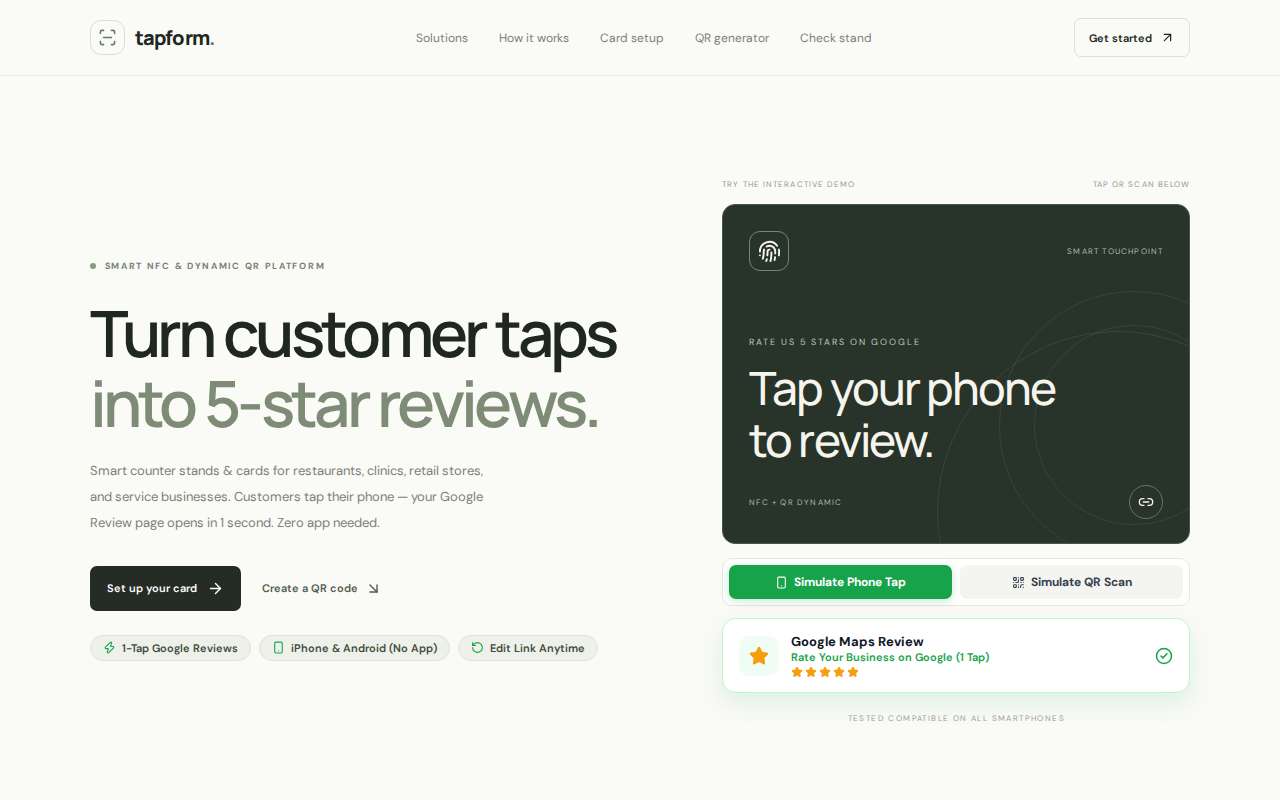 tapform.
Solutions
How it works
Card setup
QR generator
Check stand
Get started
SMART NFC & DYNAMIC QR PLATFORM
Turn customer taps
into 5-star reviews.
Smart counter stands & cards for restaurants, clinics, retail stores,
and service businesses. Customers tap their phone — your Google
Review page opens in 1 second. Zero app needed.
Set up your card
Create a QR code
1-Tap Google Reviews
iPhone & Android (No App)
Edit Link Anytime
TRY THE INTERACTIVE DEMO
TAP OR SCAN BELOW
SMART TOUCHPOINT
RATE US 5 STARS ON GOOGLE
Tap your phone
to review.
NFC + QR DYNAMIC
Simulate Phone Tap
Simulate QR Scan
Google Maps Review
Rate Your Business on Google (1 Tap)
TESTED COMPATIBLE ON ALL SMARTPHONES